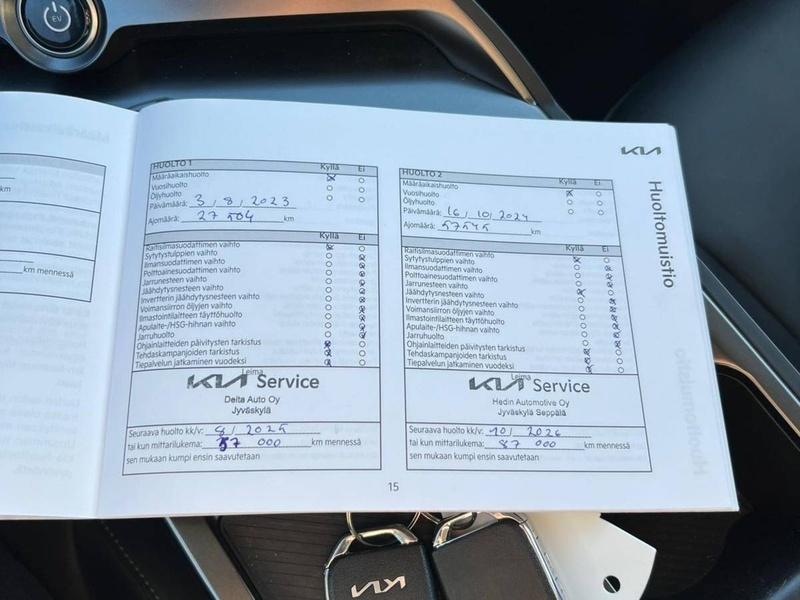 EV
KIA
Huoltomuistio
km
km mennessä
HUOLTO 1 Kyllä Ei
Määräaikaishuolto
Vuosihuolto
Öljyhuolto
Päivämäärä: 3 / 8 / 2023
Ajomäärä: 27 504 km
Kyllä Ei
Raitisilmasuodattimen vaihto
Sytytystulppien vaihto
Ilmansuodattimen vaihto
Polttoainesuodattimen vaihto
Jarrunesteen vaihto
Jäähdytysnesteen vaihto
Invertterin jäähdytysnesteen vaihto
Voimansiirron öljyjen vaihto
Ilmastointilaitteen täyttöhuolto
Apulaite-/HSG-hihnan vaihto
Jarruhuolto
Ohjainlaitteiden päivitysten tarkistus
Tehdaskampanjoiden tarkistus
Tiepalvelun jatkaminen vuodeksi
Leima
KIA Service
Delta Auto Oy
Jyväskylä
Seuraava huolto kk/v: 8 / 2025
tai kun mittarilukema: 57 000 km mennessä
sen mukaan kumpi ensin saavutetaan
HUOLTO 2 Kyllä Ei
Määräaikaishuolto
Vuosihuolto
Öljyhuolto
Päivämäärä: 16 / 10 / 2024
Ajomäärä: 57545 km
Kyllä Ei
Raitisilmasuodattimen vaihto
Sytytystulppien vaihto
Ilmansuodattimen vaihto
Polttoainesuodattimen vaihto
Jarrunesteen vaihto
Jäähdytysnesteen vaihto
Invertterin jäähdytysnesteen vaihto
Voimansiirron öljyjen vaihto
Ilmastointilaitteen täyttöhuolto
Apulaite-/HSG-hihnan vaihto
Jarruhuolto
Ohjainlaitteiden päivitysten tarkistus
Tehdaskampanjoiden tarkistus
Tiepalvelun jatkaminen vuodeksi
Leima
KIA Service
Hedin Automotive Oy
Jyväskylä Seppälä
Seuraava huolto kk/v: 10 / 2026
tai kun mittarilukema: 87 000 km mennessä
sen mukaan kumpi ensin saavutetaan
15
KIA